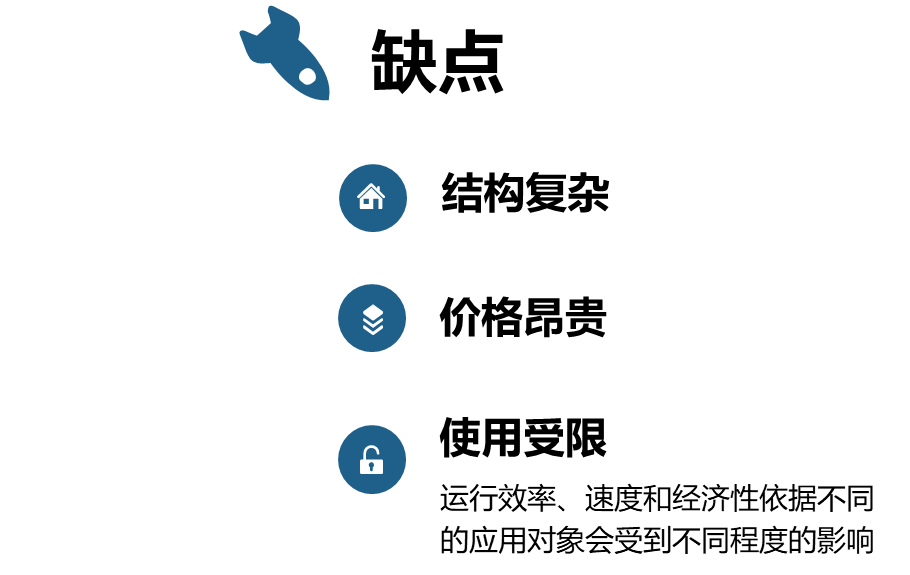 缺点
结构复杂
价格昂贵
使用受限
运行效率、速度和经济性依据不同
的应用对象会受到不同程度的影响